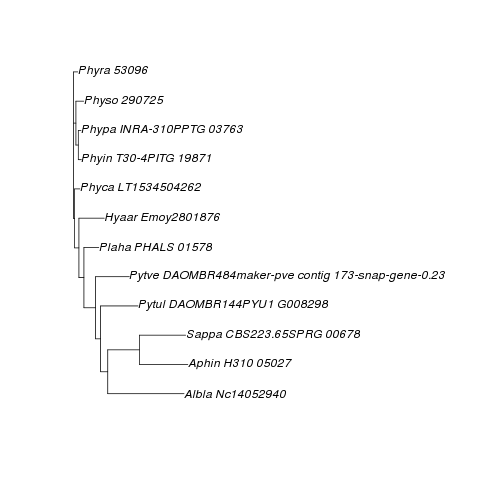 Phyra 53096
Physo 290725
Phypa INRA-310PPTG 03763
Phyin T30-4PITG 19871
Phyca LT1534504262
Hyaar Emoy2801876
Plaha PHALS 01578
Pytve DAOMBR484maker-pve contig 173-snap-gene-0.23
Pytul DAOMBR144PYU1 G008298
Sappa CBS223.65SPRG 00678
Aphin H310 05027
Albla Nc14052940